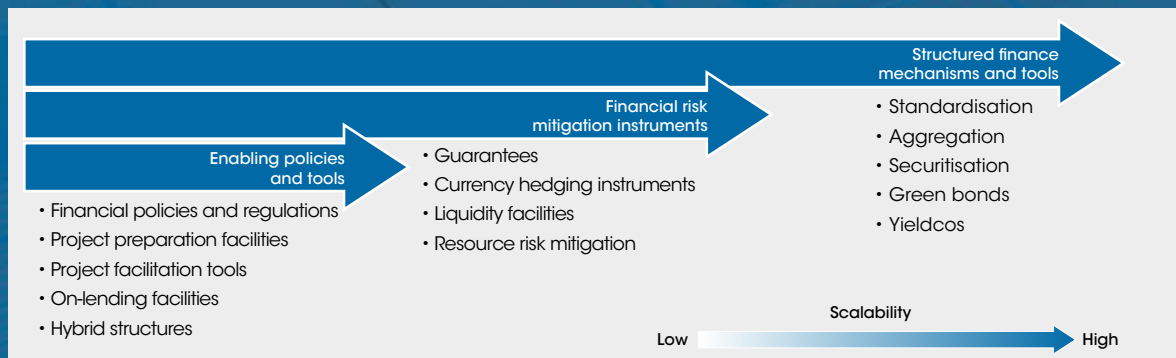 Structured finance
mechanisms and tools
• Standardisation
• Aggregation
• Securitisation
• Green bonds
• Yieldcos
Financial risk
mitigation instruments
• Guarantees
• Currency hedging instruments
• Liquidity facilities
• Resource risk mitigation
Enabling policies
and tools
• Financial policies and regulations
• Project preparation facilities
• Project facilitation tools
• On-lending facilities
• Hybrid structures
Scalability
Low High